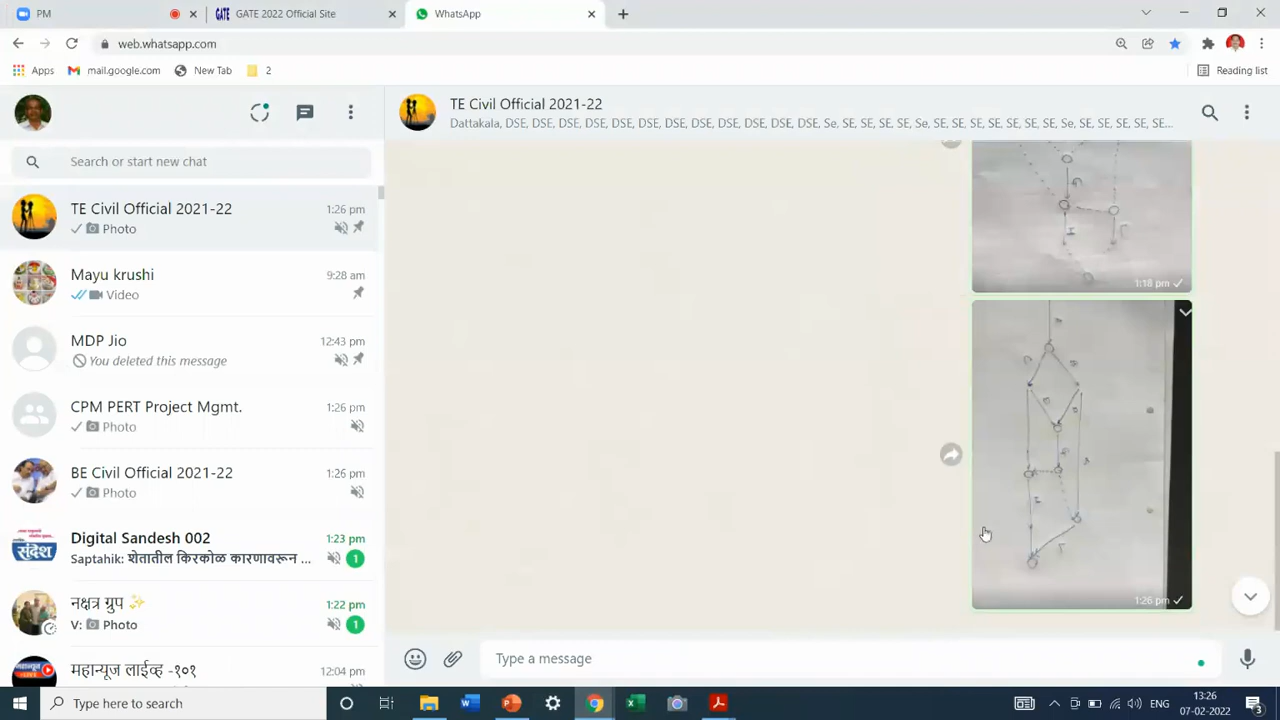 PM
GATE 2022 Official Site
WhatsApp
web.whatsapp.com
Apps
mail.google.com
New Tab
2
Reading list
TE Civil Official 2021-22
Dattakala, DSE, DSE, DSE, DSE, DSE, DSE, DSE, DSE, DSE, DSE, DSE, DSE, DSE, Se, SE, SE, SE, Se, SE, SE, SE, SE, SE, SE, Se, SE, SE, SE, SE, SE...
Search or start new chat
TE Civil Official 2021-22
1:26 pm
Photo
Mayu krushi
9:28 am
Video
MDP Jio
12:43 pm
You deleted this message
CPM PERT Project Mgmt.
1:26 pm
Photo
BE Civil Official 2021-22
1:26 pm
Photo
Digital Sandesh 002
1:23 pm
Saptahik: शेतातील किरकोळ कारणावरून ...
1
नक्षत्र ग्रुप ✨
1:22 pm
V: Photo
1
महान्यूज लाईव्ह -१०१
12:04 pm
1:18 pm
1:26 pm
Type a message
Type here to search
ENG
13:26
07-02-2022
3